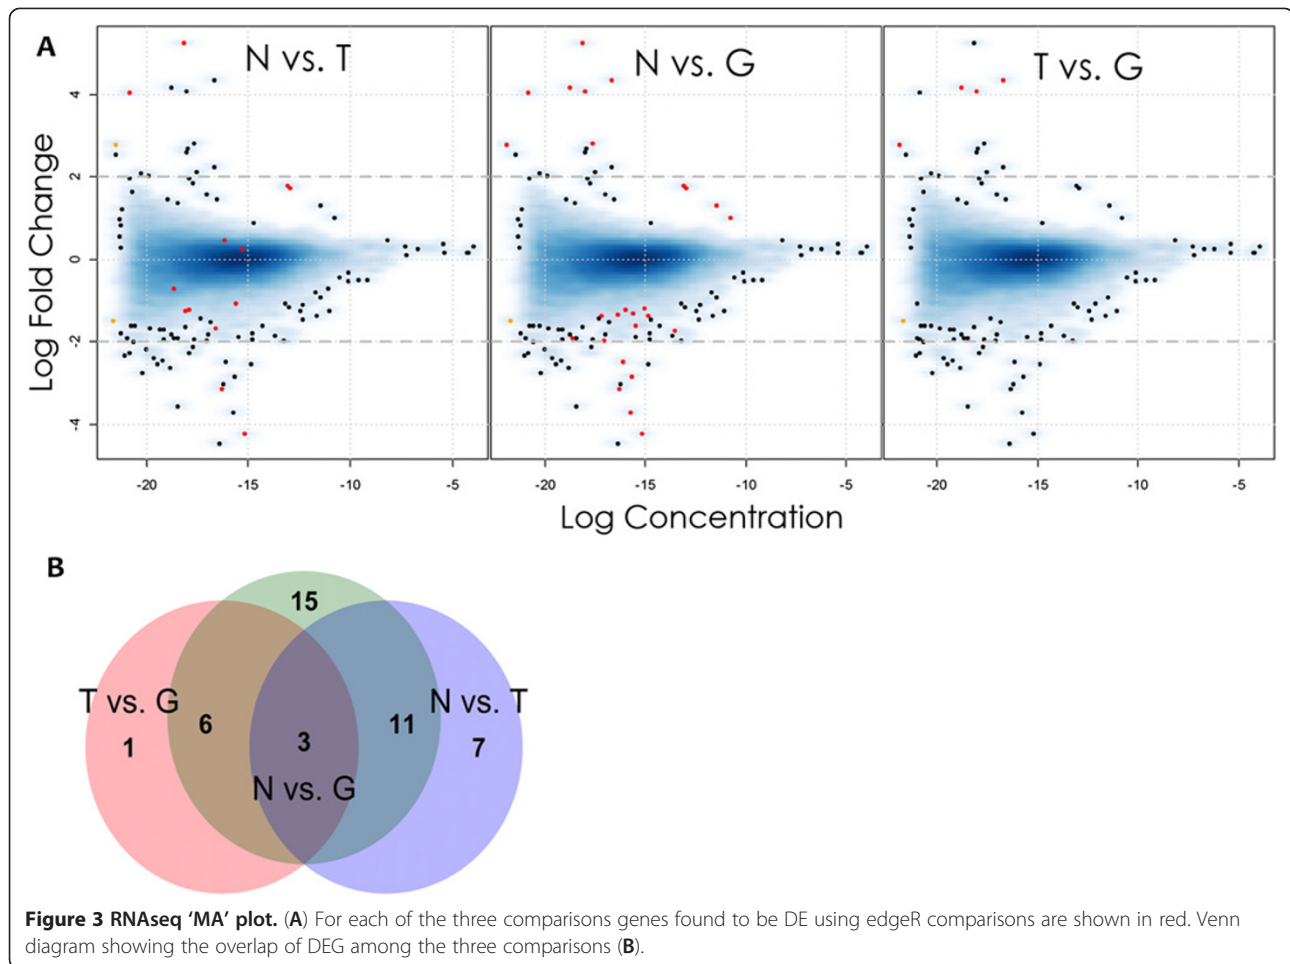 A
N vs. T
N vs. G
T vs. G
Log Fold Change
4
2
0
-2
-4
-20
-15
-10
-5
-20
-15
-10
-5
-20
-15
-10
-5
Log Concentration
B
15
T vs. G
N vs. T
6
11
1
3
7
N vs. G
Figure 3 RNAseq ‘MA’ plot. (A) For each of the three comparisons genes found to be DE using edgeR comparisons are shown in red. Venn
diagram showing the overlap of DEG among the three comparisons (B).